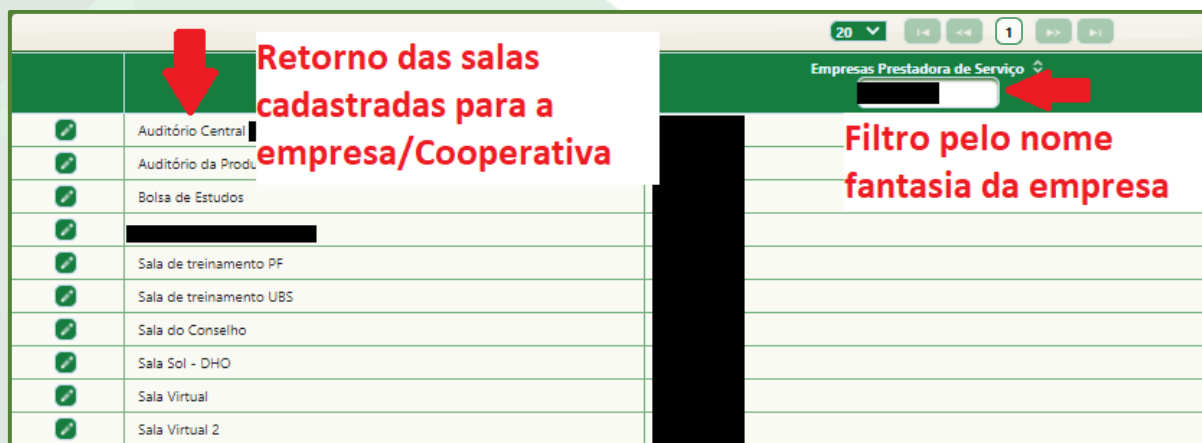 20
1
Retorno das salas
cadastradas para a
empresa/Cooperativa
Empresas Prestadora de Serviço
Filtro pelo nome
fantasia da empresa
Auditório Central
Auditório da
Bolsa de Estudos
Sala de treinamento PF
Sala de treinamento UBS
Sala do Conselho
Sala Sol - DHO
Sala Virtual
Sala Virtual 2